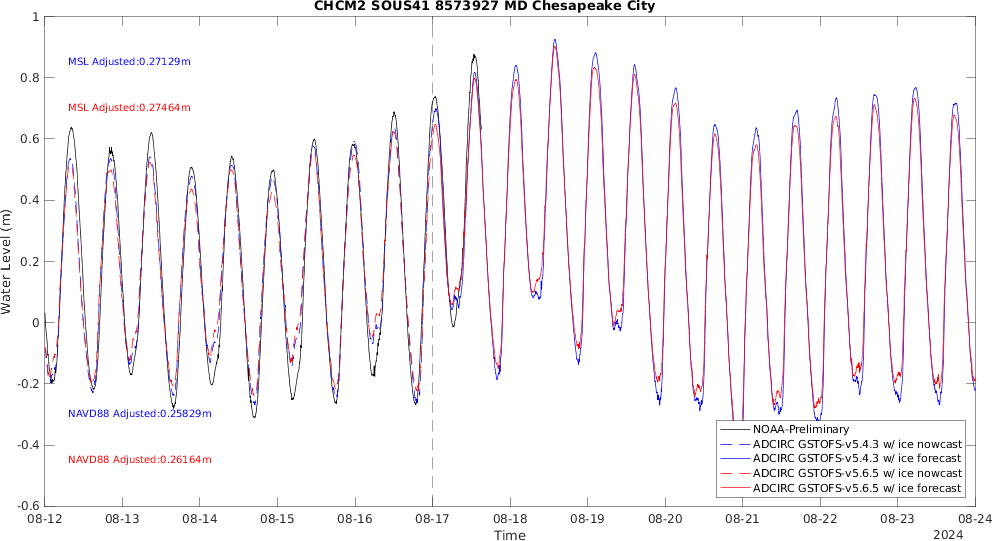 CHCM2 SOUS41 8573927 MD Chesapeake City
1
0.8
0.6
0.4
0.2
0
-0.2
-0.4
-0.6
Water Level (m)
MSL Adjusted:0.27129m
MSL Adjusted:0.27464m
NAVD88 Adjusted:0.25829m
NAVD88 Adjusted:0.26164m
NOAA-Preliminary
ADCIRC GSTOFS-v5.4.3 w/ ice nowcast
ADCIRC GSTOFS-v5.4.3 w/ ice forecast
ADCIRC GSTOFS-v5.6.5 w/ ice nowcast
ADCIRC GSTOFS-v5.6.5 w/ ice forecast
08-12 08-13 08-14 08-15 08-16 08-17 08-18 08-19 08-20 08-21 08-22 08-23 08-24
Time
2024